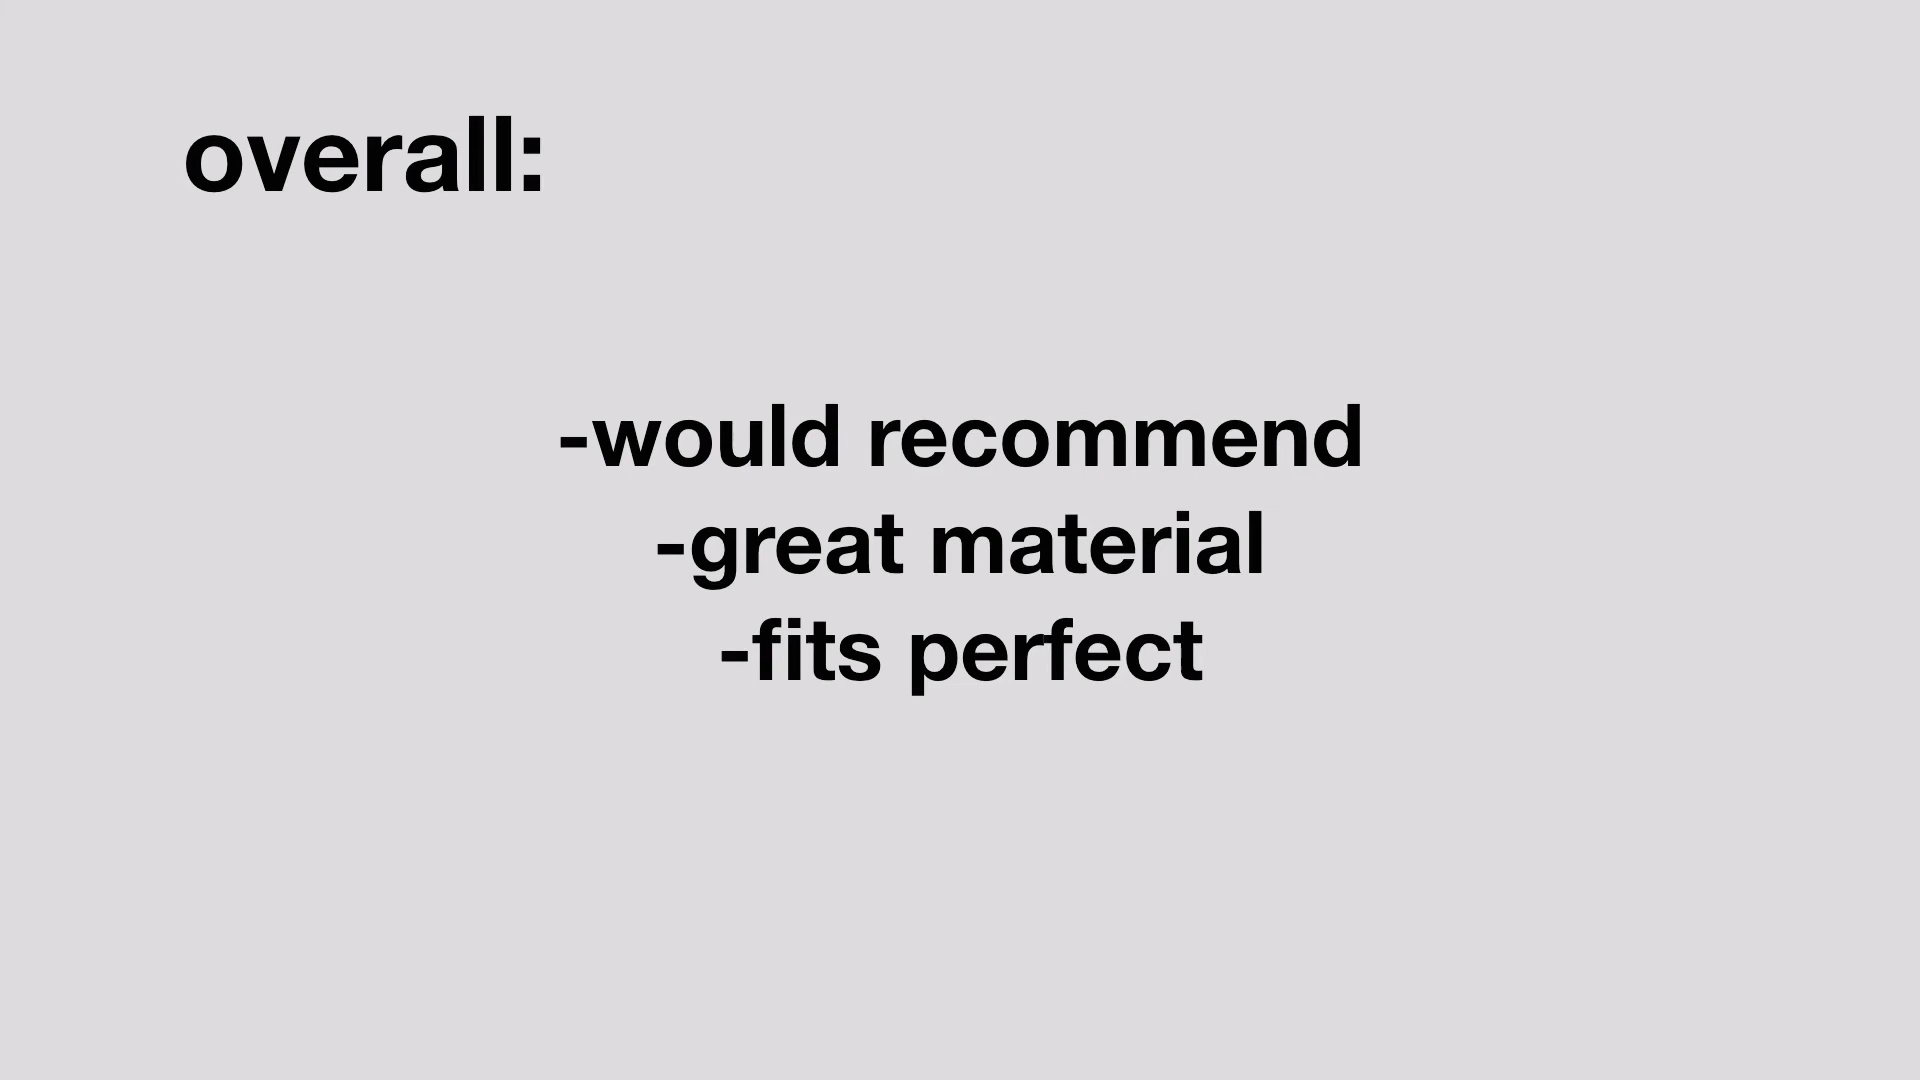 overall:
-would recommend
-great material
-fits perfect